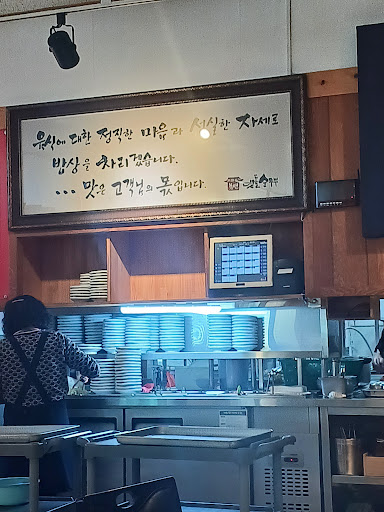 음식에 대한 정직한 마음과 성실한 자세로
밥상을 차리겠습니다.
... 맛은 고객님의 몫입니다.